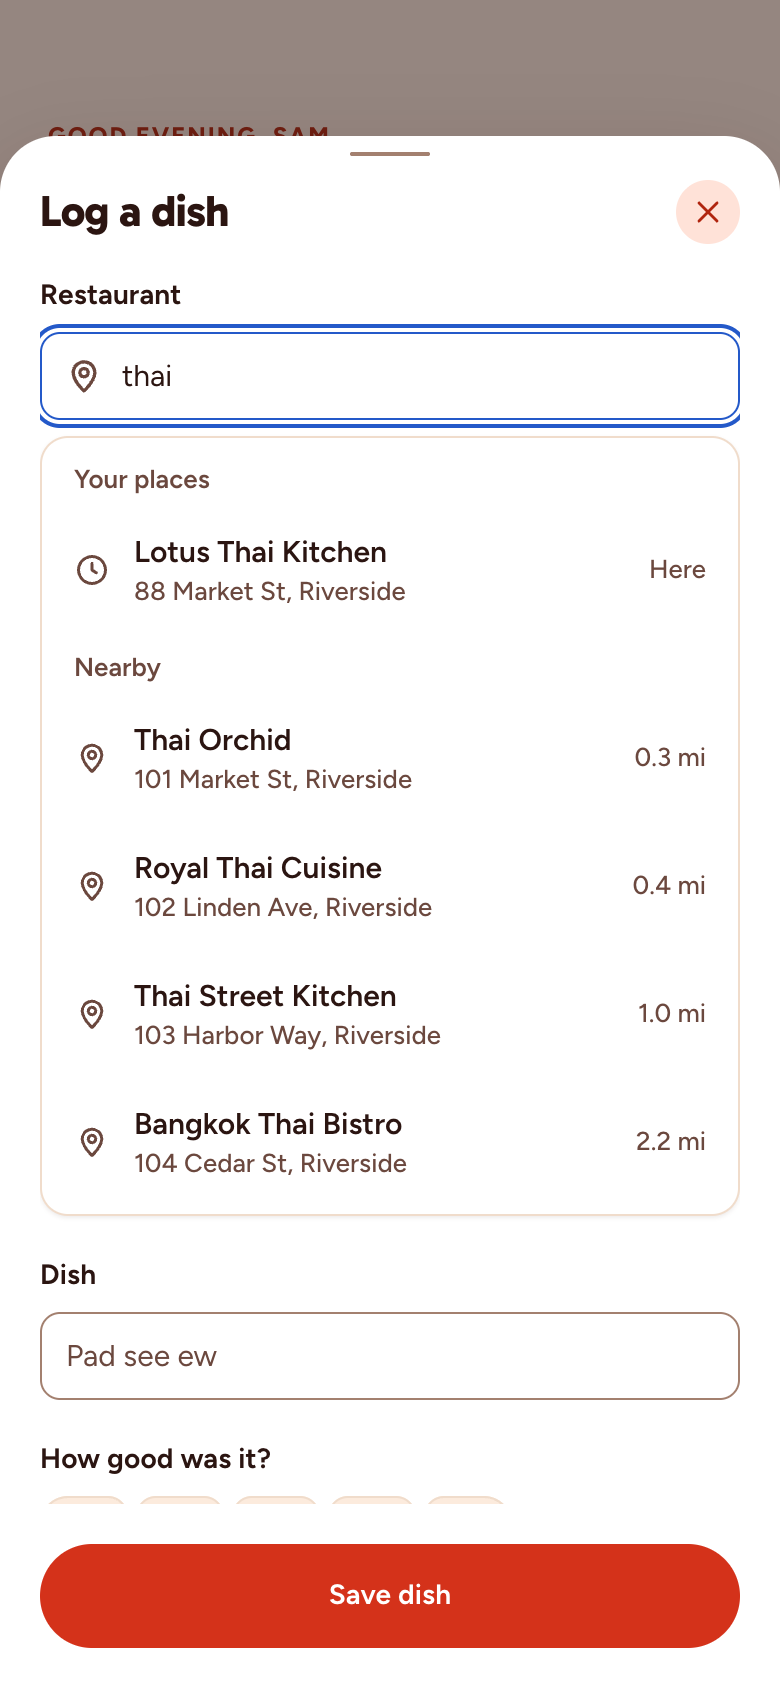 GOOD EVENING, SAM
Log a dish
Restaurant
thai
Your places
Lotus Thai Kitchen
88 Market St, Riverside
Here
Nearby
Thai Orchid
101 Market St, Riverside
0.3 mi
Royal Thai Cuisine
102 Linden Ave, Riverside
0.4 mi
Thai Street Kitchen
103 Harbor Way, Riverside
1.0 mi
Bangkok Thai Bistro
104 Cedar St, Riverside
2.2 mi
Dish
Pad see ew
How good was it?
Save dish